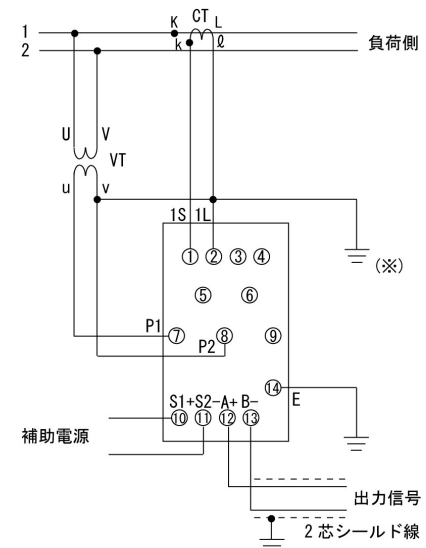 CT
K L
1
k ℓ
2
負荷側
U V
VT
u v
1S 1L
① ② ③ ④
(※)
⑤ ⑥
P1 ⑦ ⑧ ⑨
P2
⑭ E
S1+S2-A+ B-
⑩ ⑪ ⑫ ⑬
補助電源
出力信号
2芯シールド線